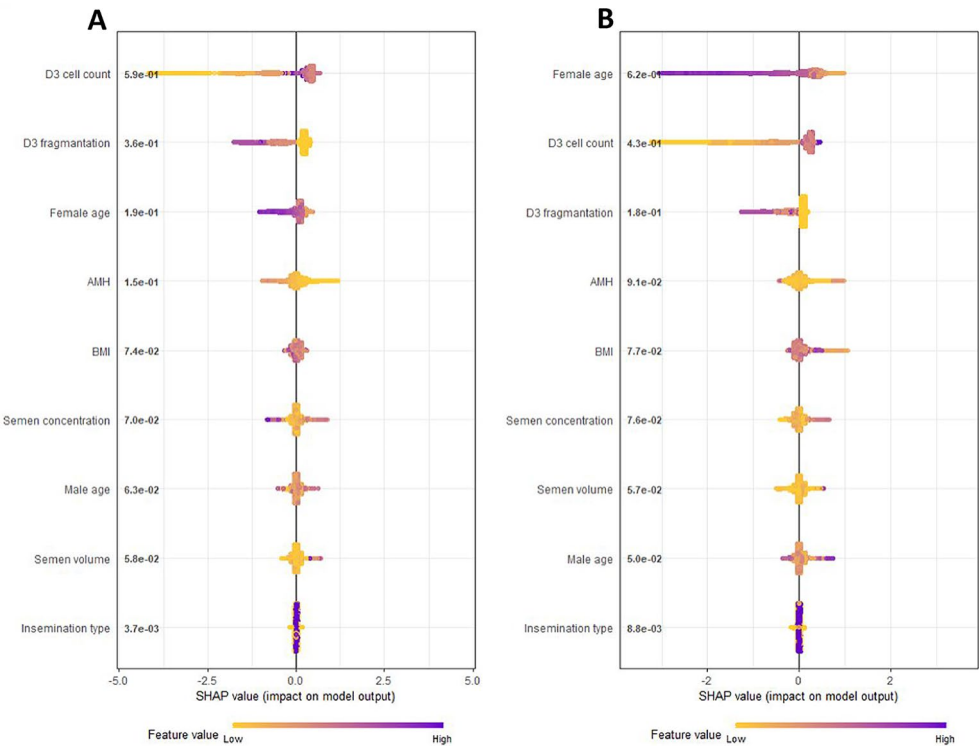 A
D3 cell count 5.9e-01
D3 fragmantation 3.6e-01
Female age 1.9e-01
AMH 1.5e-01
BMI 7.4e-02
Semen concentration 7.0e-02
Male age 6.3e-02
Semen volume 5.8e-02
Insemination type 3.7e-03
-5.0 -2.5 0.0 2.5 5.0
SHAP value (impact on model output)
Feature value Low High
B
Female age 6.2e-01
D3 cell count 4.3e-01
D3 fragmantation 1.8e-01
AMH 9.1e-02
BMI 7.7e-02
Semen concentration 7.6e-02
Semen volume 5.7e-02
Male age 5.0e-02
Insemination type 8.8e-03
-2 0 2
SHAP value (impact on model output)
Feature value Low High